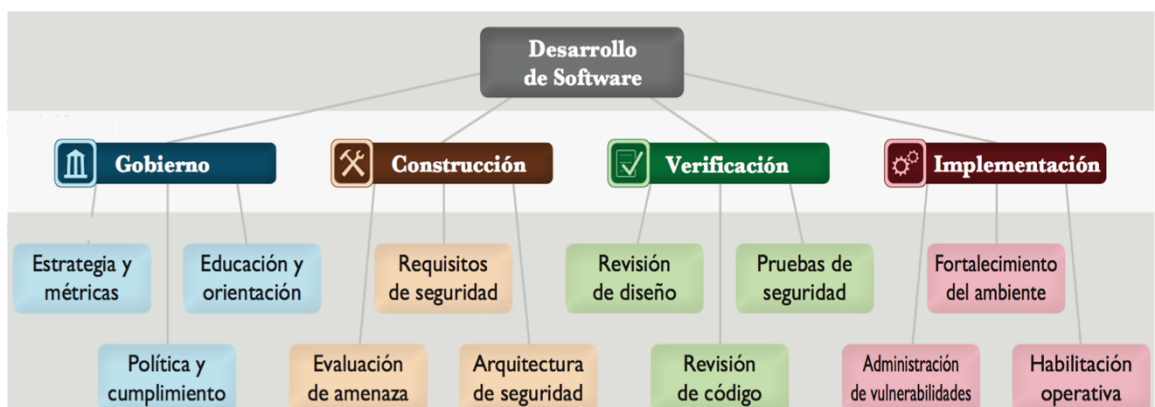 Desarrollo
de Software
Gobierno
Construcción
Verificación
Implementación
Estrategia y
métricas
Educación y
orientación
Requisitos
de seguridad
Revisión
de diseño
Pruebas de
seguridad
Fortalecimiento
del ambiente
Política y
cumplimiento
Evaluación
de amenaza
Arquitectura
de seguridad
Revisión
de código
Administración
de vulnerabilidades
Habilitación
operativa